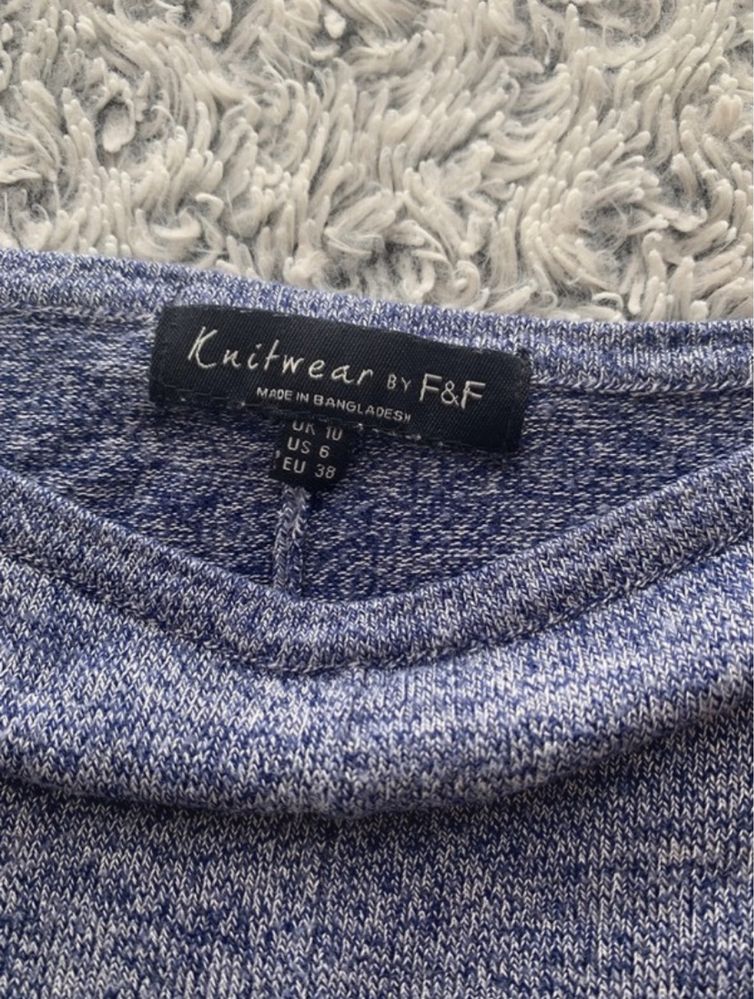 Knitwear BY F&F
MADE IN BANGLADESH
UK 10
US 6
EU 38